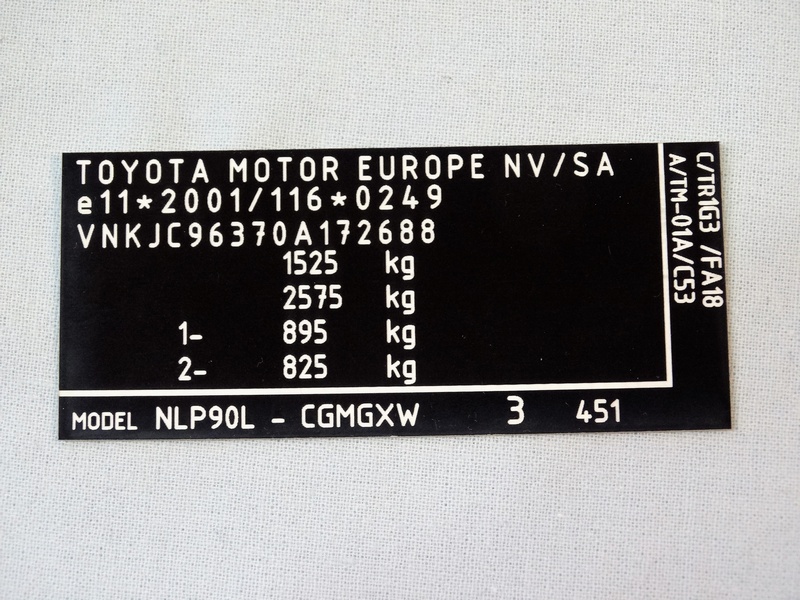 TOYOTA MOTOR EUROPE NV/SA
e11*2001/116*0249
VNKJC96370A172688
1525 kg
2575 kg
1- 895 kg
2- 825 kg
MODEL NLP90L - CGMGXW 3 451
C/TR1G3 /FA18
A/TM-01A/C53